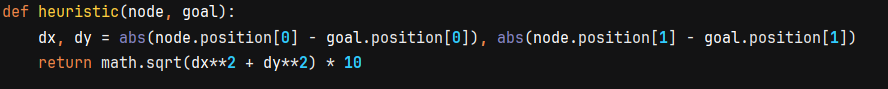 def heuristic(node, goal):
    dx, dy = abs(node.position[0] - goal.position[0]), abs(node.position[1] - goal.position[1])
    return math.sqrt(dx**2 + dy**2) * 10